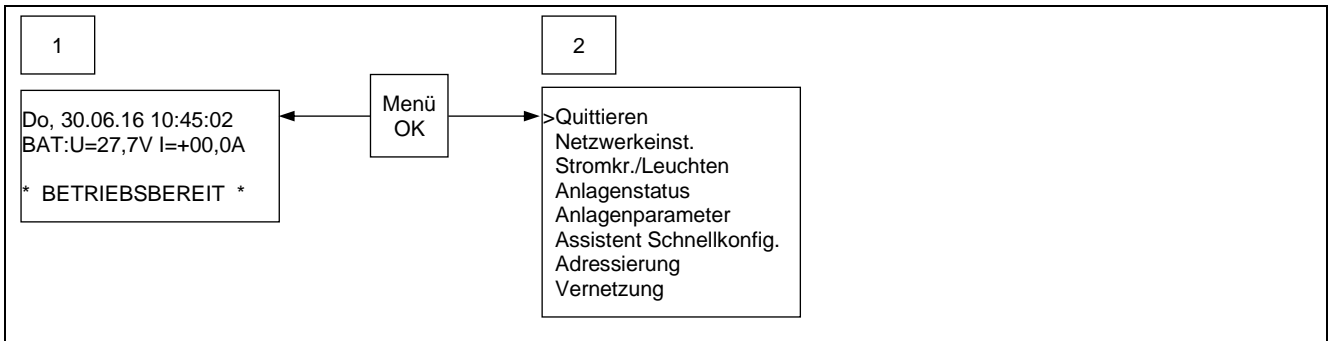 1
2
Do, 30.06.16 10:45:02
BAT:U=27,7V I=+00,0A
* BETRIEBSBEREIT *
Menü
OK
>Quittieren
Netzwerkeinst.
Stromkr./Leuchten
Anlagenstatus
Anlagenparameter
Assistent Schnellkonfig.
Adressierung
Vernetzung